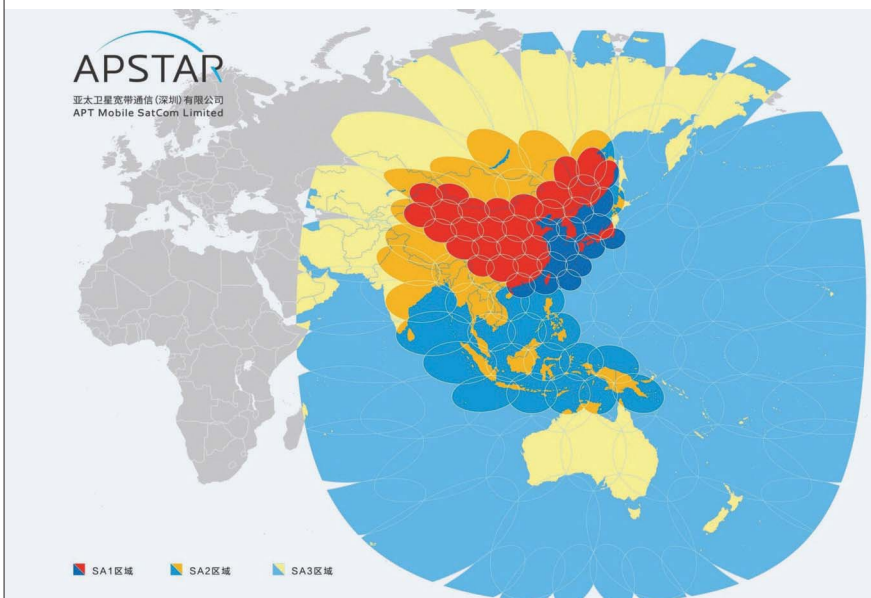 APSTAR
亚太卫星宽带通信(深圳)有限公司
APT Mobile SatCom Limited
SA1区域
SA2区域
SA3区域